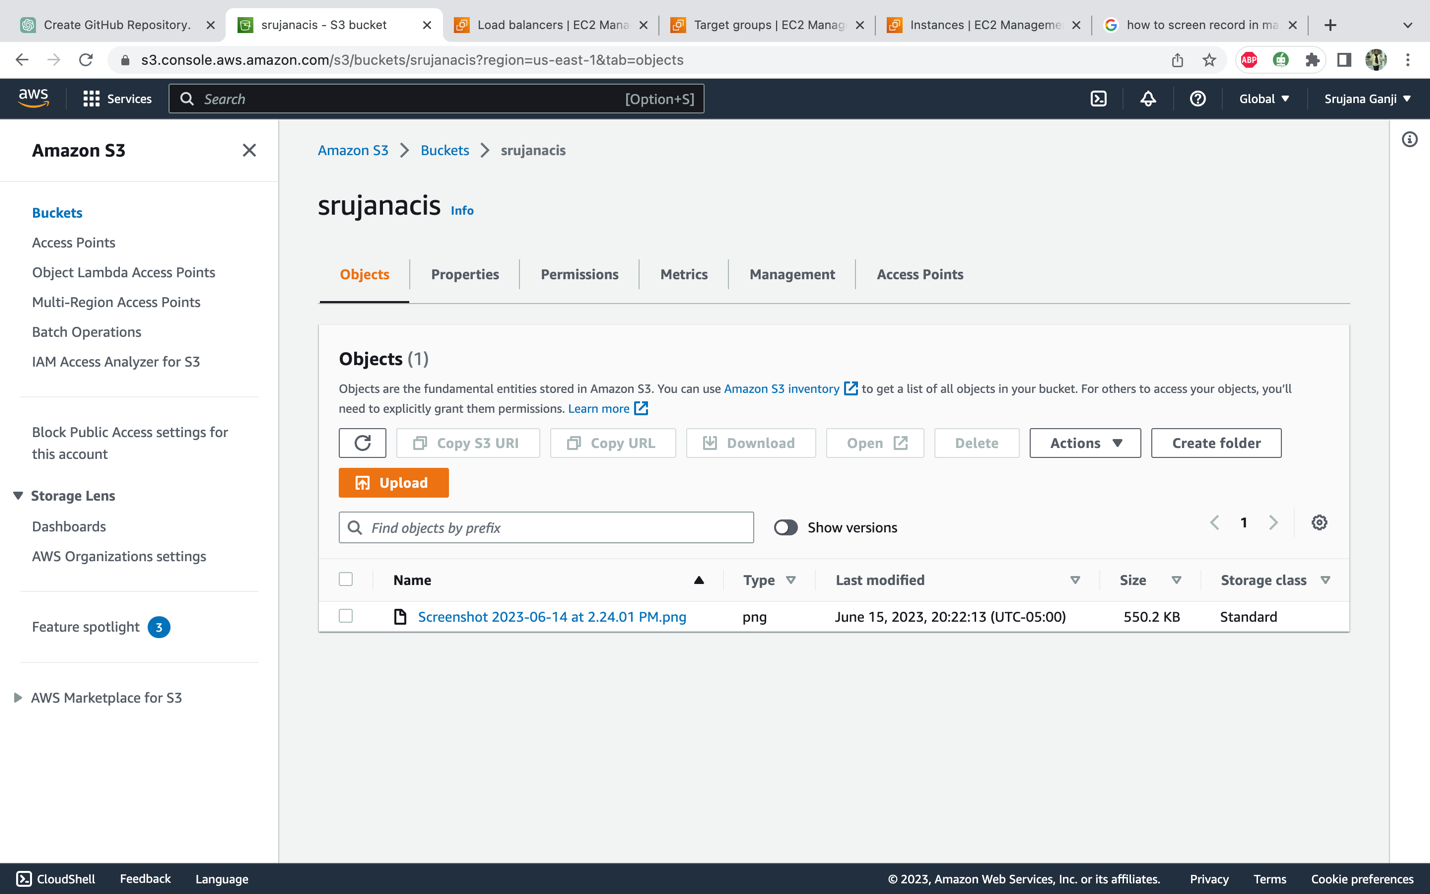 Create GitHub Repository.
srujanacis - S3 bucket
Load balancers | EC2 Mana
Target groups | EC2 Manag
Instances | EC2 Manageme
how to screen record in ma
s3.console.aws.amazon.com/s3/buckets/srujanacis?region=us-east-1&tab=objects
ABP
aws
Services
Search
[Option+S]
Global
Srujana Ganji
Amazon S3
Buckets
Access Points
Object Lambda Access Points
Multi-Region Access Points
Batch Operations
IAM Access Analyzer for S3
Block Public Access settings for
this account
Storage Lens
Dashboards
AWS Organizations settings
Feature spotlight 3
AWS Marketplace for S3
Amazon S3 > Buckets > srujanacis
srujanacis Info
Objects
Properties
Permissions
Metrics
Management
Access Points
Objects (1)
Objects are the fundamental entities stored in Amazon S3. You can use Amazon S3 inventory to get a list of all objects in your bucket. For others to access your objects, you'll
need to explicitly grant them permissions. Learn more
Copy S3 URI
Copy URL
Download
Open
Delete
Actions
Create folder
Upload
Find objects by prefix
Show versions
1
Name
Type
Last modified
Size
Storage class
Screenshot 2023-06-14 at 2.24.01 PM.png
png
June 15, 2023, 20:22:13 (UTC-05:00)
550.2 KB
Standard
CloudShell
Feedback
Language
© 2023, Amazon Web Services, Inc. or its affiliates.
Privacy
Terms
Cookie preferences